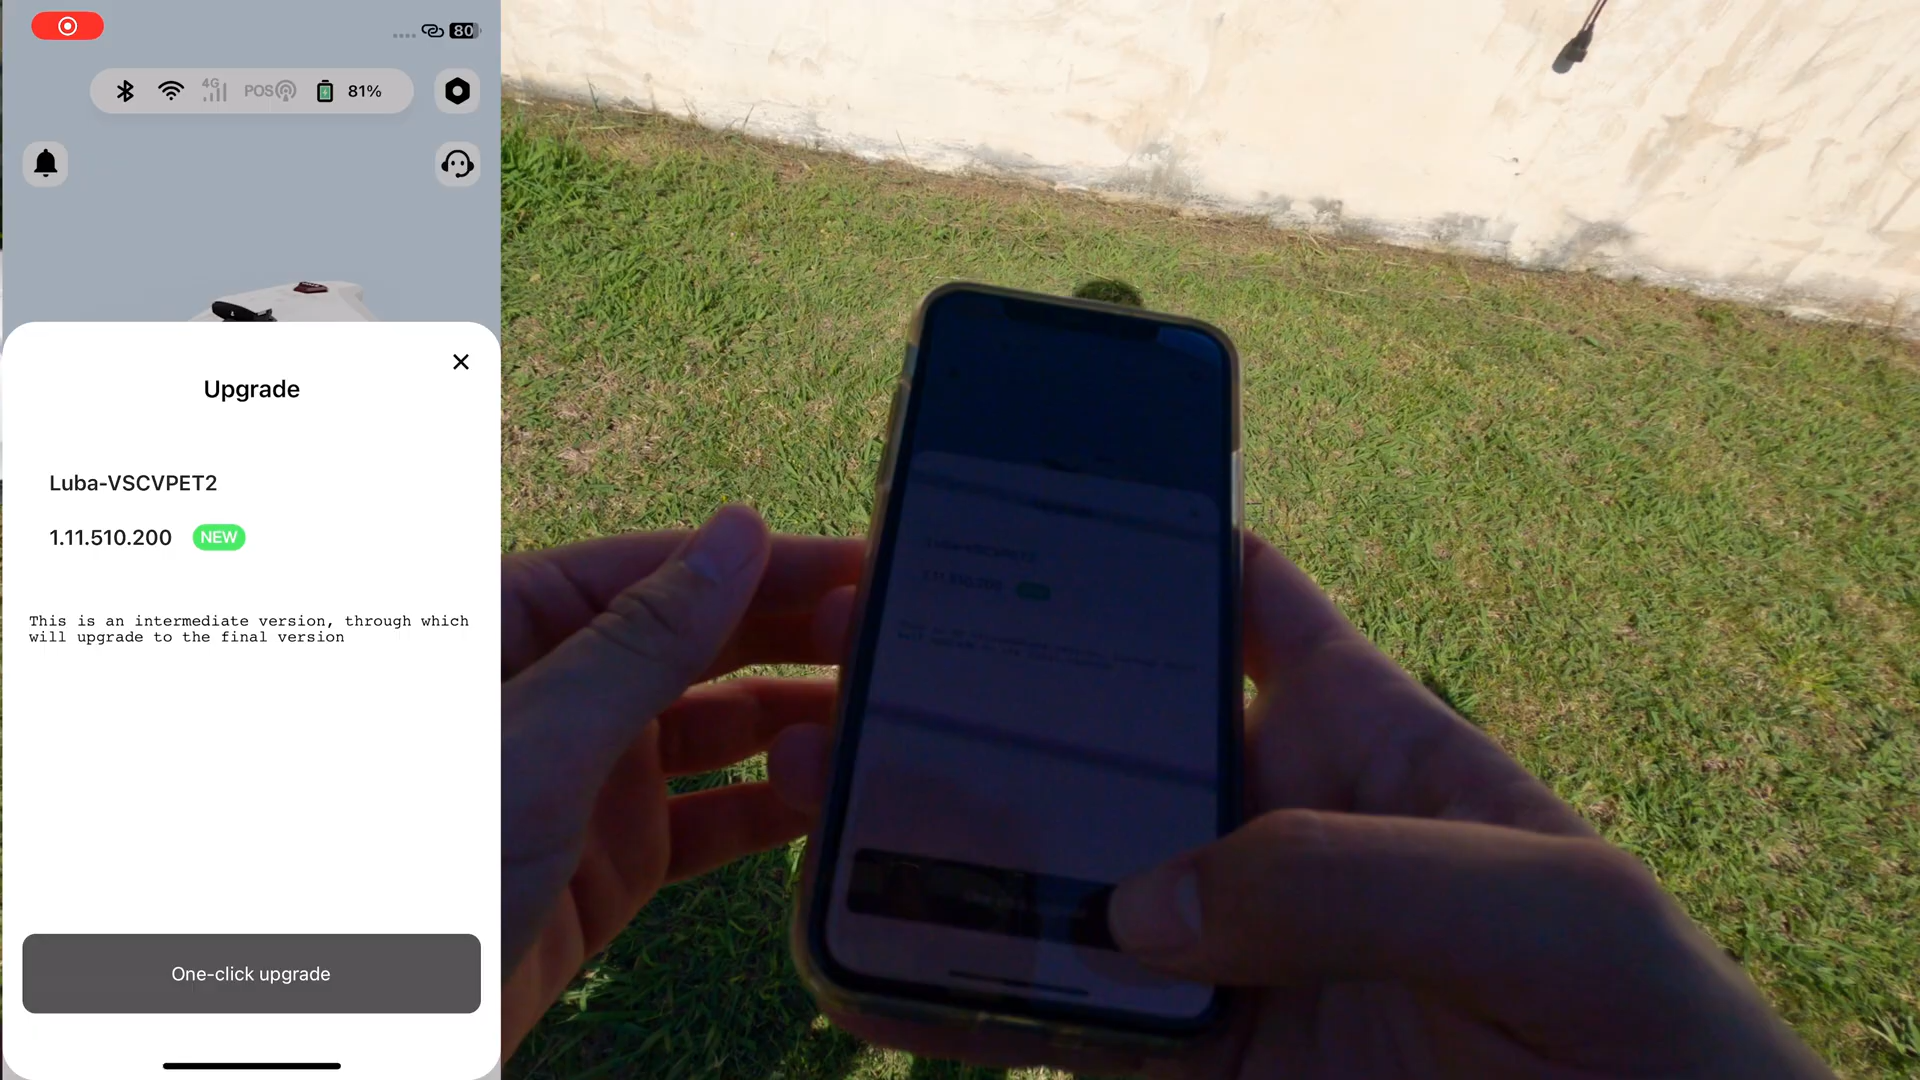 80
4G
POS
81%
Upgrade
Luba-VSCVPET2
1.11.510.200 NEW
This is an intermediate version, through which
will upgrade to the final version
One-click upgrade